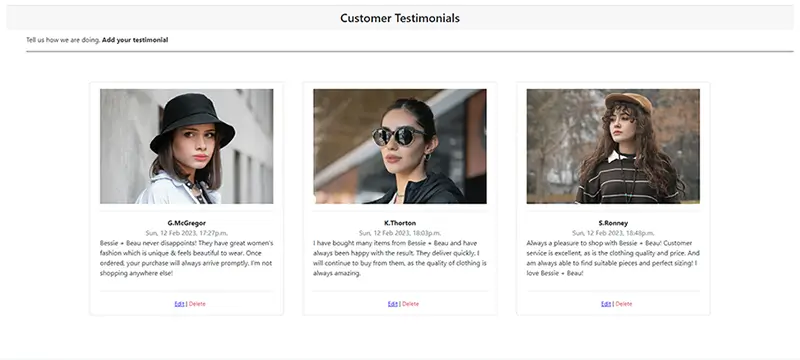 Customer Testimonials
Tell us how we are doing. Add your testimonial
G.McGregor
Sun, 12 Feb 2023, 17:27p.m.
Bessie + Beau never disappoints! They have great women's
fashion which is unique & feels beautiful to wear. Once
ordered, your purchase will always arrive promptly. I'm not
shopping anywhere else!
Edit | Delete
K.Thorton
Sun, 12 Feb 2023, 18:03p.m.
I have bought many items from Bessie + Beau and have
always been happy with the result. They deliver quickly, I
will continue to buy from them, as the quality of clothing is
always amazing.
Edit | Delete
S.Ronney
Sun, 12 Feb 2023, 18:48p.m.
Always a pleasure to shop with Bessie + Beau! Customer
service is excellent, as is the clothing quality and price. And
am always able to find suitable pieces and perfect sizing! I
love Bessie + Beau!
Edit | Delete